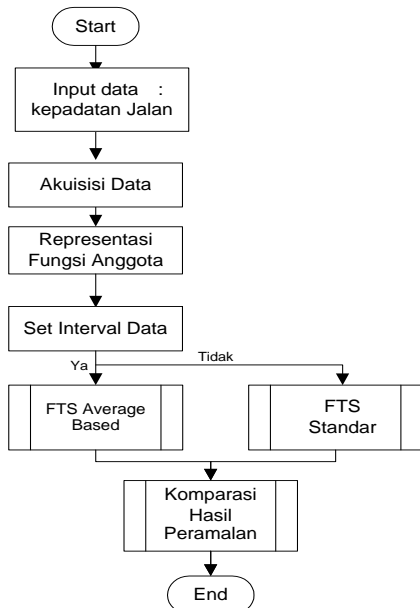 Start
Input data :
kepadatan Jalan
Akuisisi Data
Representasi
Fungsi Anggota
Set Interval Data
Ya
Tidak
FTS Average
Based
FTS
Standar
Komparasi
Hasil
Peramalan
End